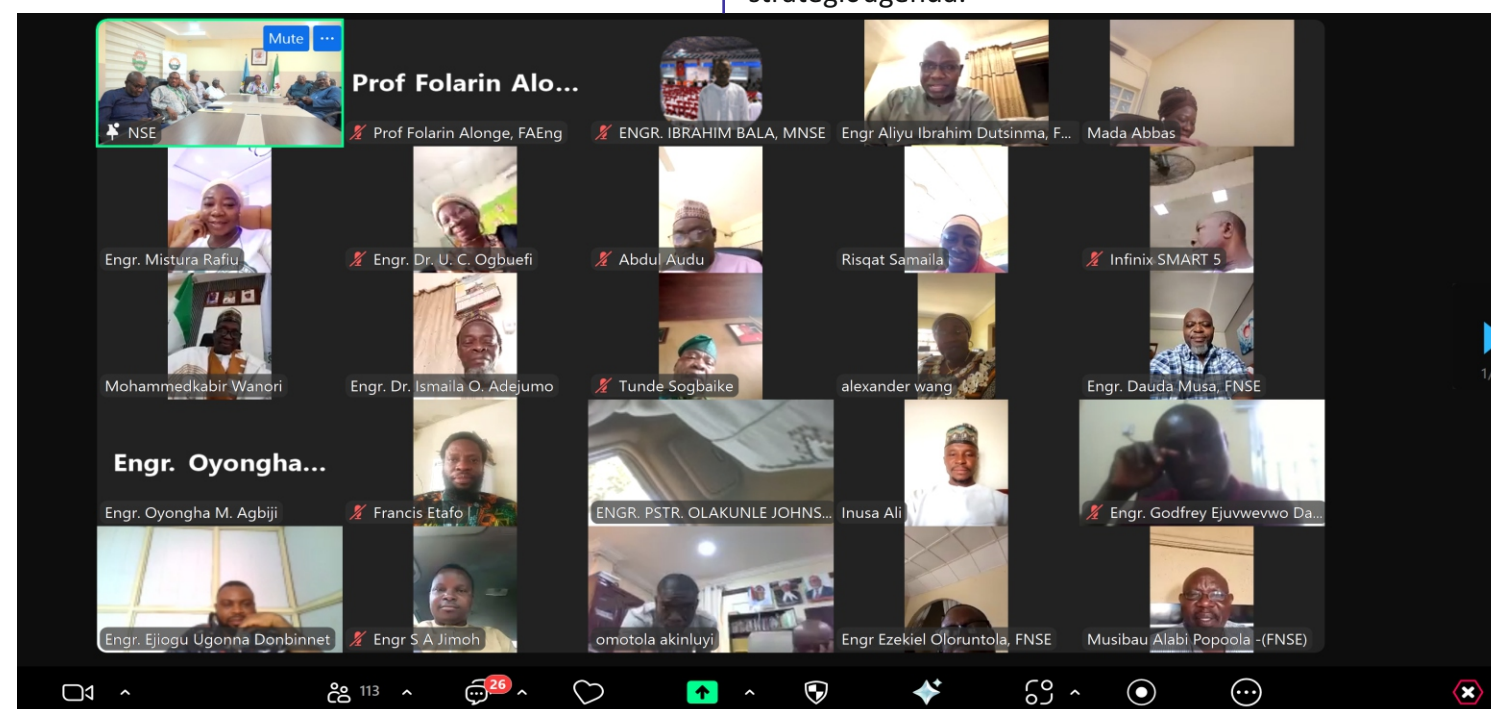 strategic agenda.
Mute ...
NSE
Prof Folarin Alo...
Prof Folarin Alonge, FAEng
ENGR. IBRAHIM BALA, MNSE
Engr Aliyu Ibrahim Dutsinma, F...
Mada Abbas
Engr. Mistura Rafiu
Engr. Dr. U. C. Ogbuefi
Abdul Audu
Risqat Samaila
Infinix SMART 5
Mohammedkabir Wanori
Engr. Dr. Ismaila O. Adejumo
Tunde Sogbaike
alexander wang
Engr. Dauda Musa, FNSE
Engr. Oyongha...
Engr. Oyongha M. Agbiji
Francis Etafo
ENGR. PSTR. OLAKUNLE JOHNS...
Inusa Ali
Engr. Godfrey Ejuvwevwo Da...
Engr. Ejiogu Ugonna Donbinnet
Engr S A Jimoh
omotola akinluyi
Engr Ezekiel Oloruntola, FNSE
Musibau Alabi Popoola -(FNSE)
1/
113
26